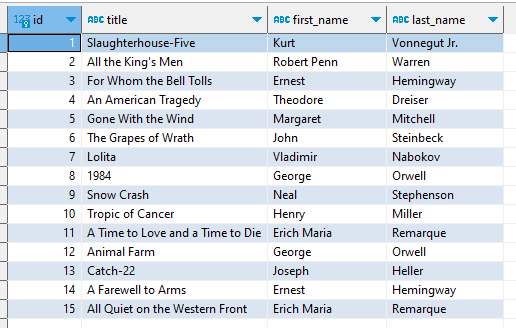 123 id ABC title ABC first_name ABC last_name
1 Slaughterhouse-Five Kurt Vonnegut Jr.
2 All the King's Men Robert Penn Warren
3 For Whom the Bell Tolls Ernest Hemingway
4 An American Tragedy Theodore Dreiser
5 Gone With the Wind Margaret Mitchell
6 The Grapes of Wrath John Steinbeck
7 Lolita Vladimir Nabokov
8 1984 George Orwell
9 Snow Crash Neal Stephenson
10 Tropic of Cancer Henry Miller
11 A Time to Love and a Time to Die Erich Maria Remarque
12 Animal Farm George Orwell
13 Catch-22 Joseph Heller
14 A Farewell to Arms Ernest Hemingway
15 All Quiet on the Western Front Erich Maria Remarque